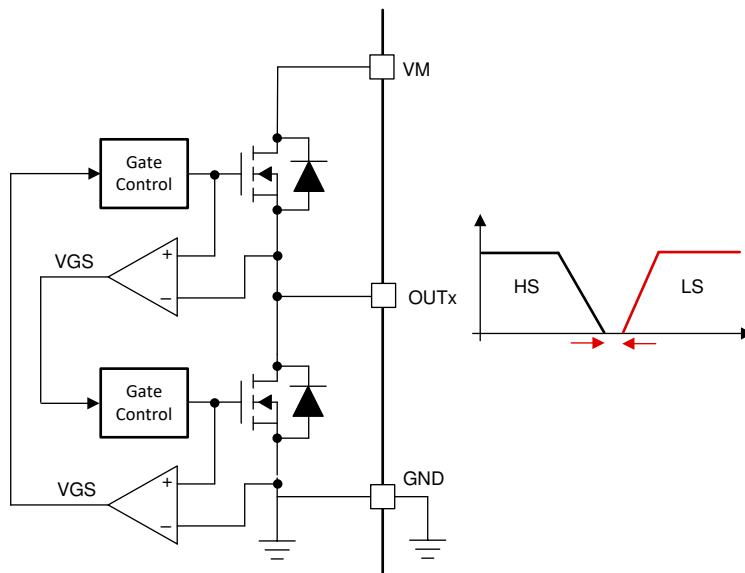 VM
Gate
Control
VGS
+
−
OUTx
HS
LS
Gate
Control
VGS
+
−
GND